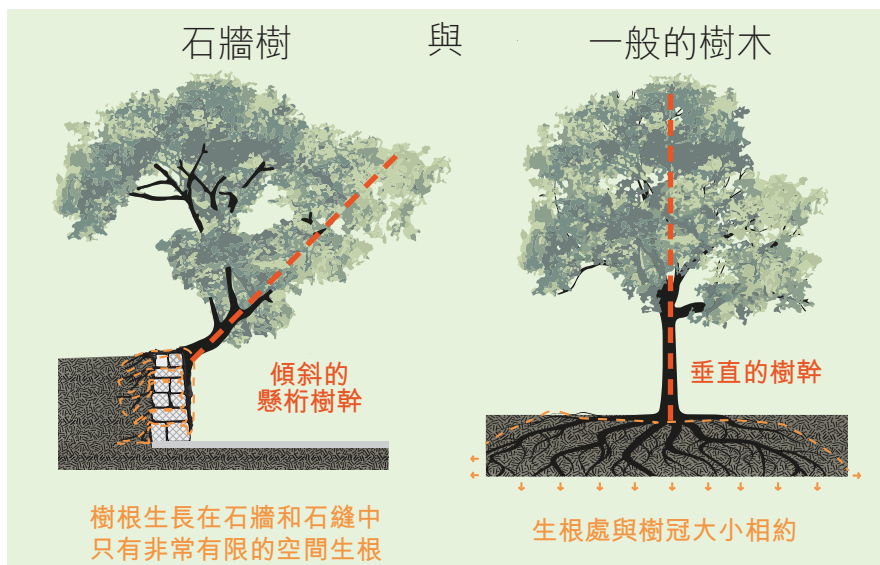 石牆樹 與 一般的樹木
傾斜的
懸桁樹幹
垂直的樹幹
樹根生長在石牆和石縫中
只有非常有限的空間生根
生根處與樹冠大小相約